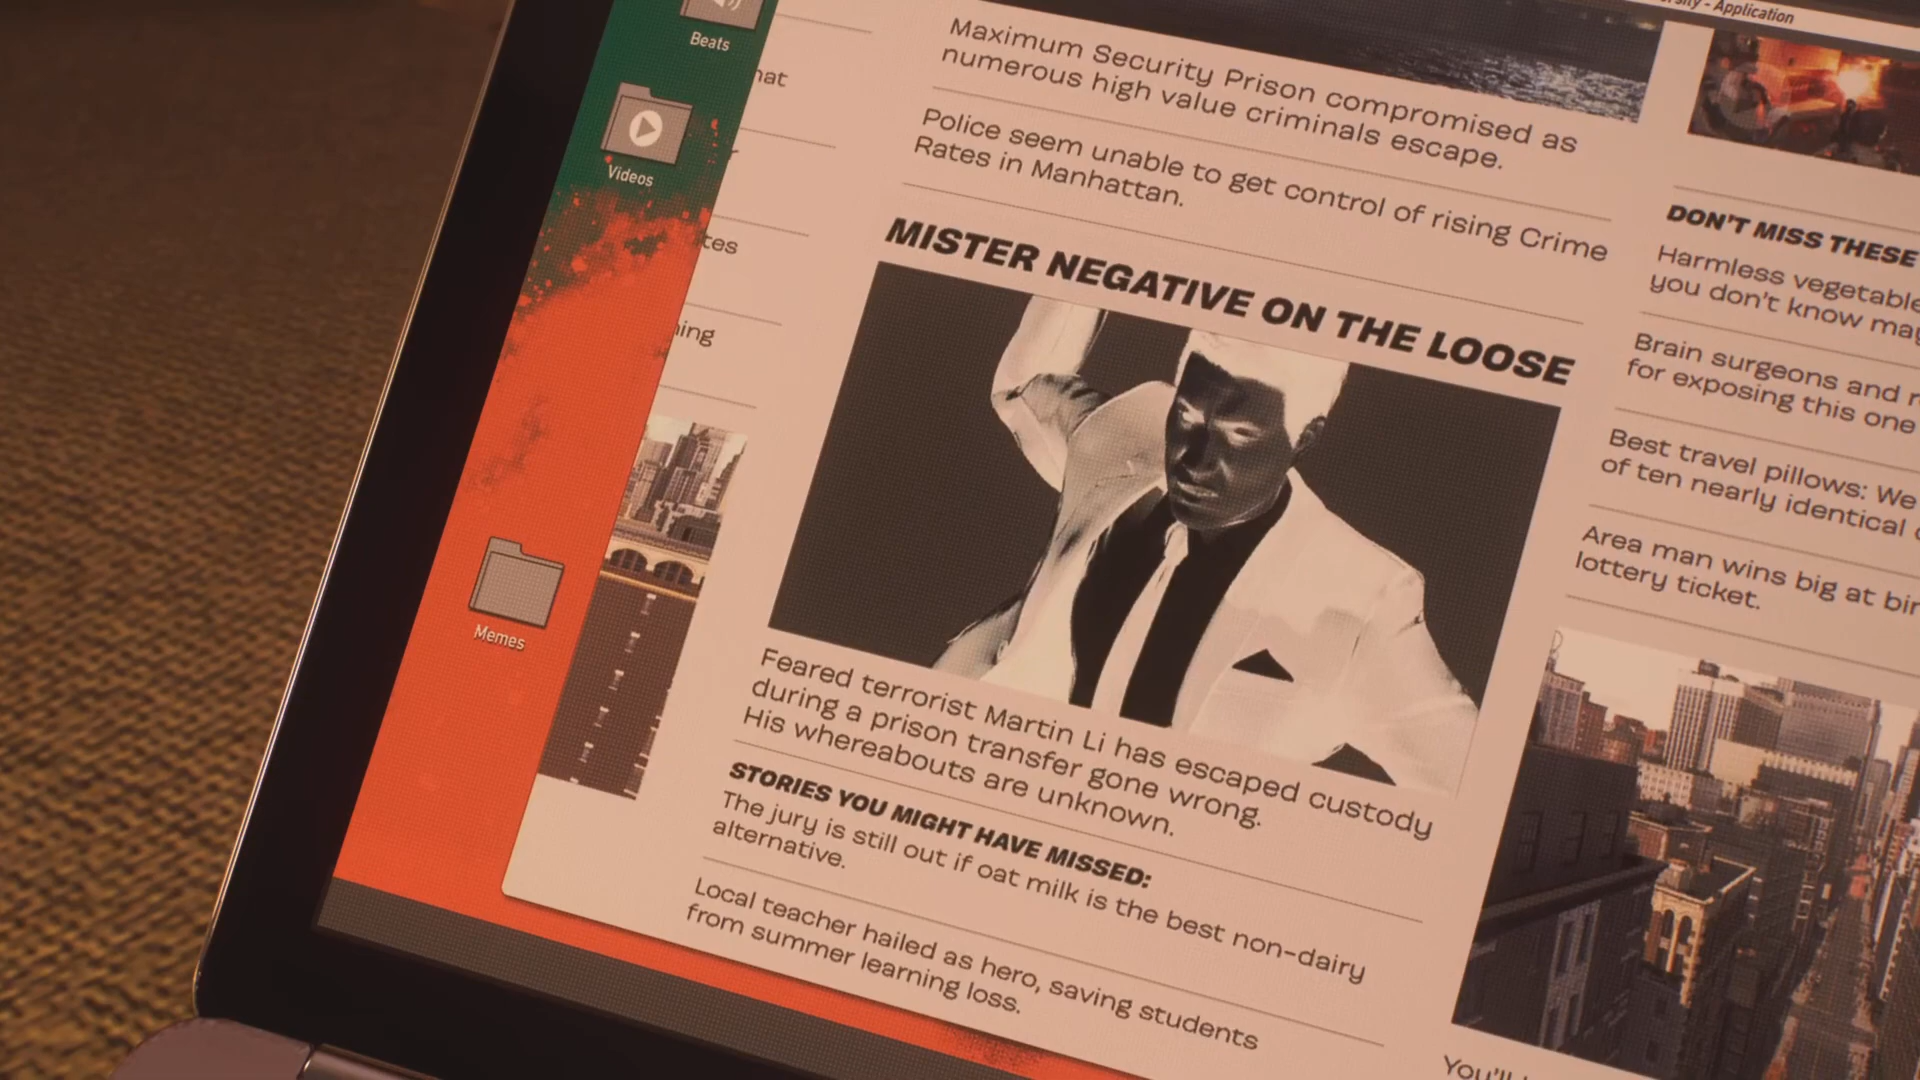 Application
Beats
Videos
Memes
Maximum Security Prison compromised as
numerous high value criminals escape.
Police seem unable to get control of rising Crime
Rates in Manhattan.
MISTER NEGATIVE ON THE LOOSE
Feared terrorist Martin Li has escaped custody
during a prison transfer gone wrong.
His whereabouts are unknown.
STORIES YOU MIGHT HAVE MISSED:
The jury is still out if oat milk is the best non-dairy
alternative.
Local teacher hailed as hero, saving students
from summer learning loss.
DON'T MISS THESE
Harmless vegetable
you don't know may
Brain surgeons and
for exposing this one
Best travel pillows: We
of ten nearly identical
Area man wins big at
lottery ticket.